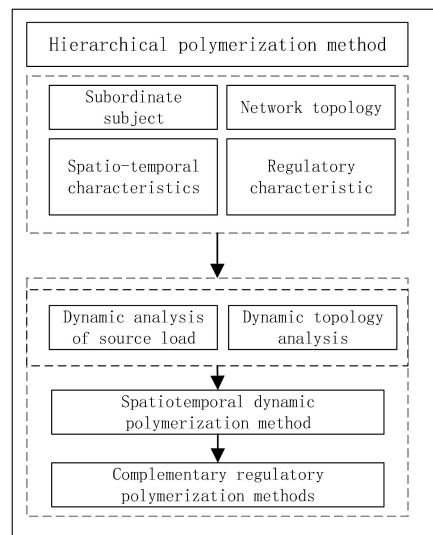 Hierarchical polymerization method
Subordinate
subject
Network topology
Spatio-temporal
characteristics
Regulatory
characteristic
Dynamic analysis
of source load
Dynamic topology
analysis
Spatiotemporal dynamic
polymerization method
Complementary regulatory
polymerization methods